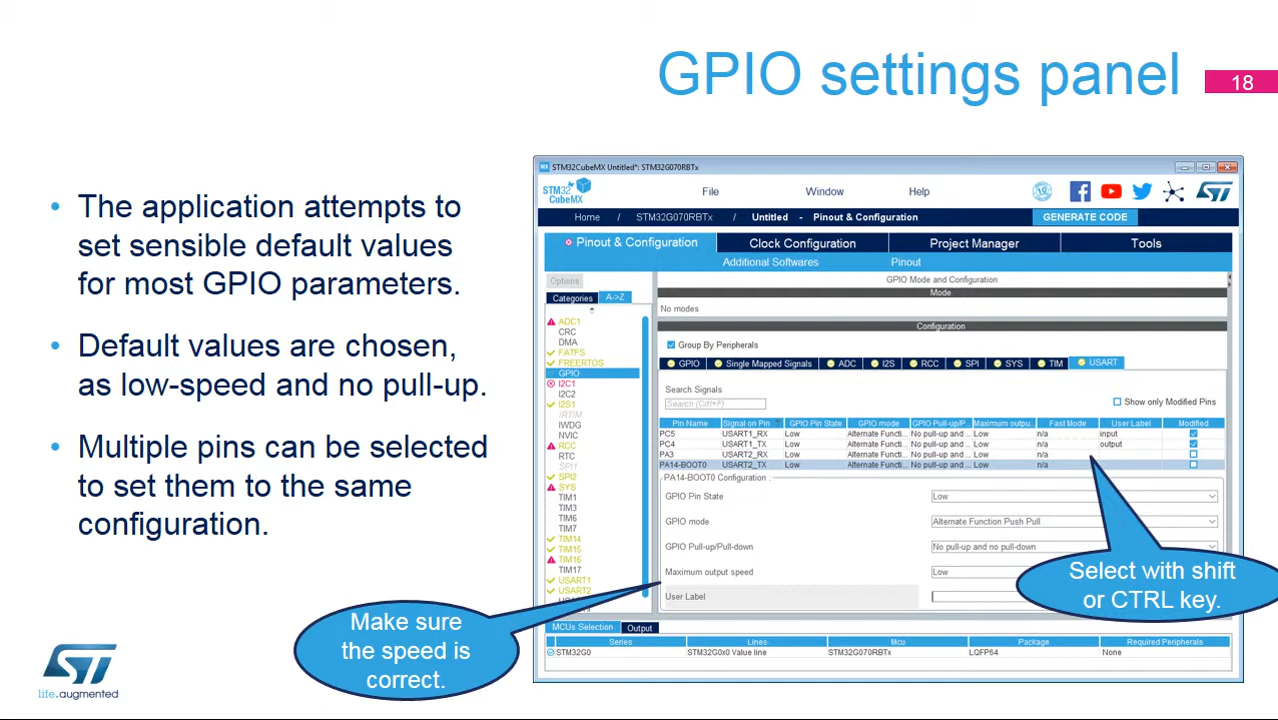 GPIO settings panel
18
• The application attempts to
set sensible default values
for most GPIO parameters.
• Default values are chosen,
as low-speed and no pull-up.
• Multiple pins can be selected
to set them to the same
configuration.
MX STM32CubeMX Untitled*: STM32G070RBTx
STM32
CubeMX
File Window Help
Home / STM32G070RBTx / Untitled - Pinout & Configuration GENERATE CODE
Pinout & Configuration Clock Configuration Project Manager Tools
Additional Softwares Pinout
Options
Categories A->Z
ADC1
CRC
DMA
FATFS
FREERTOS
GPIO
I2C1
I2C2
I2S1
IRTIM
IWDG
NVIC
RCC
RTC
SPI1
SPI2
SYS
TIM1
TIM3
TIM6
TIM7
TIM14
TIM15
TIM16
TIM17
USART1
USART2
GPIO Mode and Configuration
Mode
No modes
Configuration
Group By Peripherals
GPIO Single Mapped Signals ADC I2S RCC SPI SYS TIM USART
Search Signals
Search (Ctrl+F)
Show only Modified Pins
Pin Name Signal on Pin GPIO Pin State GPIO mode GPIO Pull-up/P... Maximum outpu... Fast Mode User Label Modified
PC5 USART1_RX Low Alternate Functi... No pull-up and ... Low n/a input
PC4 USART1_TX Low Alternate Functi... No pull-up and ... Low n/a output
PA3 USART2_RX Low Alternate Functi... No pull-up and ... Low n/a
PA14-BOOT0 USART2_TX Low Alternate Functi... No pull-up and ... Low n/a
PA14-BOOT0 Configuration :
GPIO Pin State Low
GPIO mode Alternate Function Push Pull
GPIO Pull-up/Pull-down No pull-up and no pull-down
Maximum output speed Low
User Label
Select with shift
or CTRL key.
Make sure
the speed is
correct.
MCUs Selection Output
Series Lines Mcu Package Required Peripherals
STM32G0 STM32G0x0 Value line STM32G070RBTx LQFP64 None
ST
life.augmented